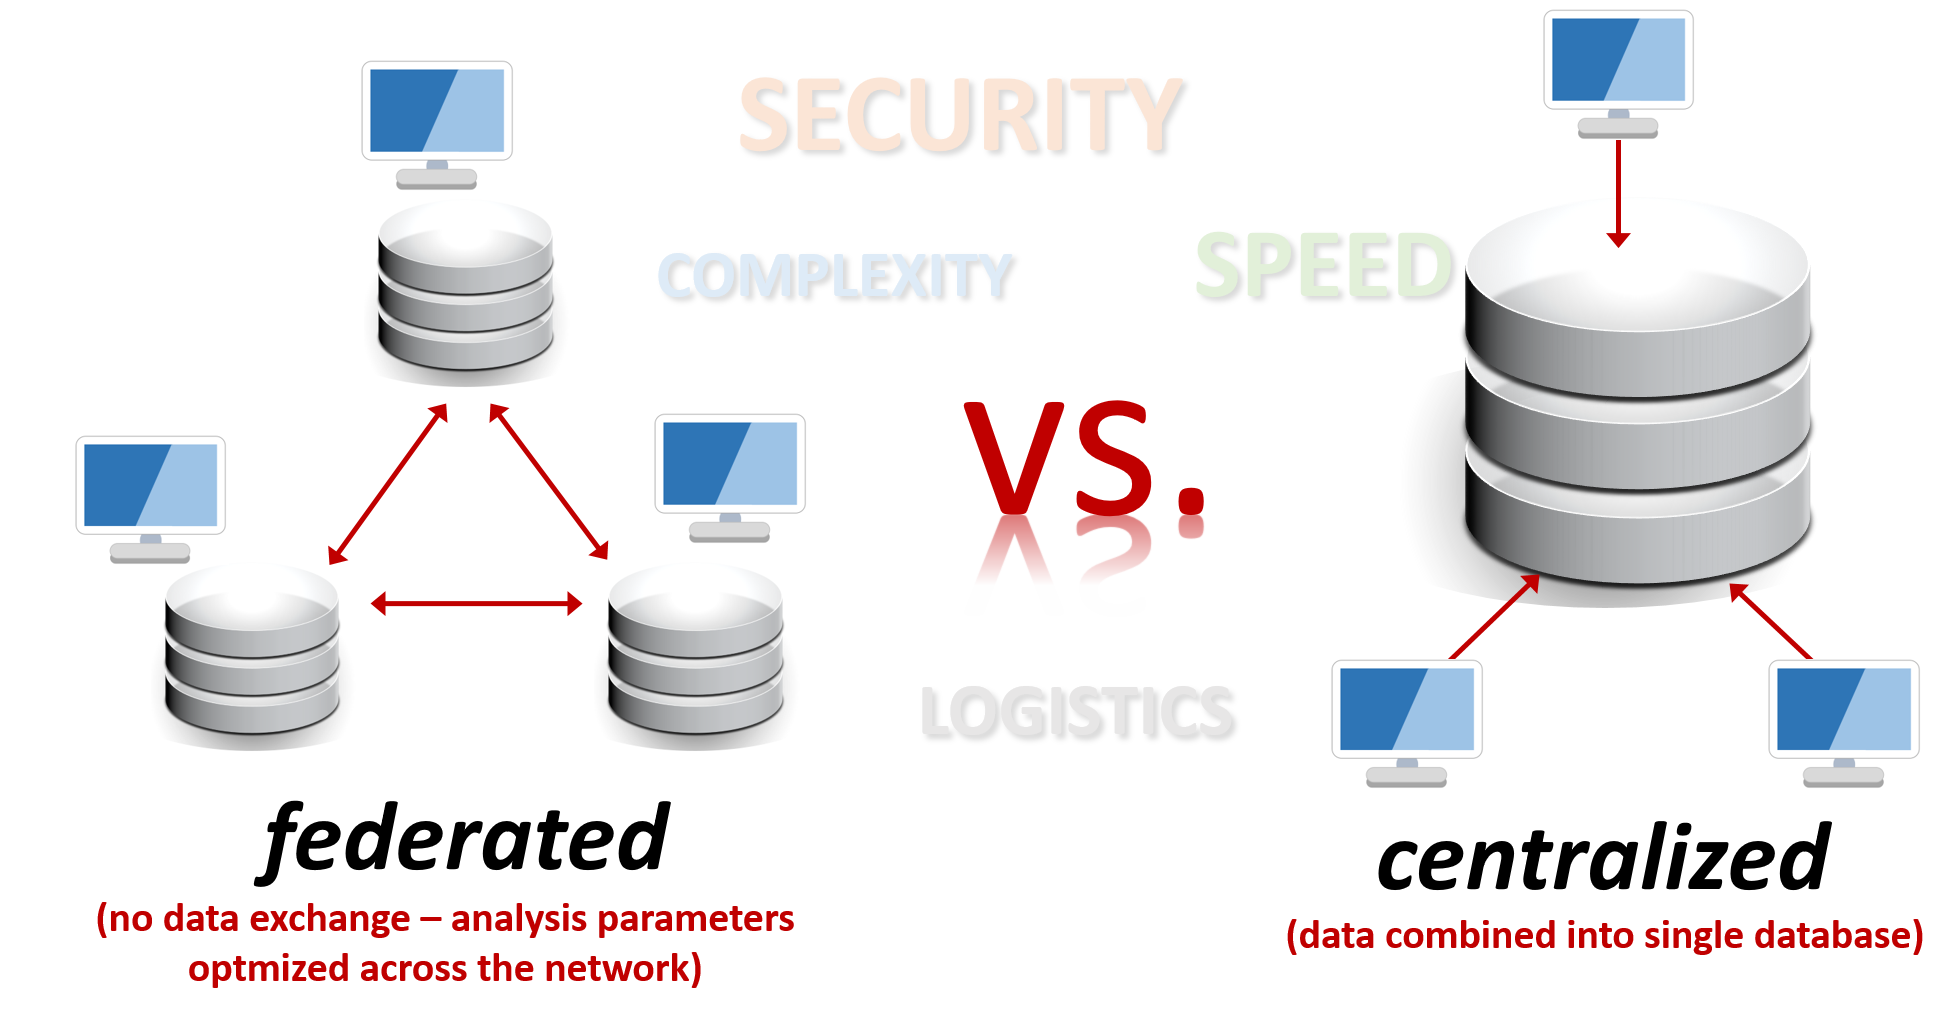 SECURITY
COMPLEXITY
SPEED
VS.
LOGISTICS
federated
(no data exchange – analysis parameters
optmized across the network)
centralized
(data combined into single database)